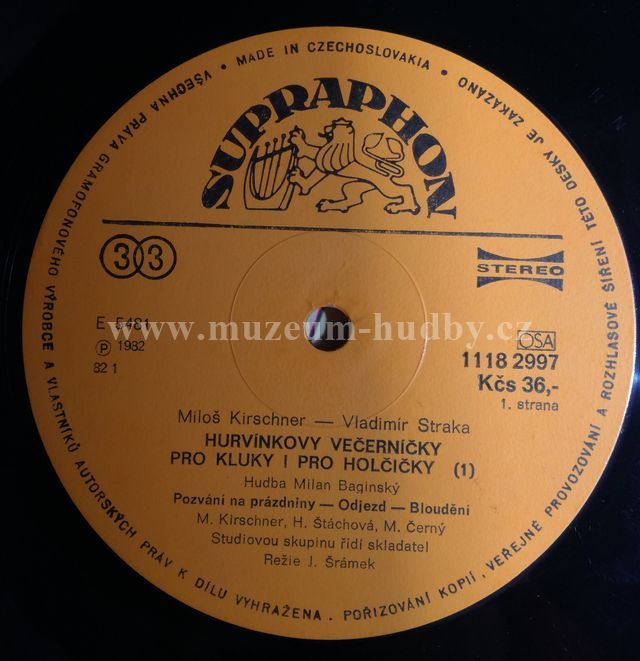 VŠECHNA PRÁVA GRAMOFONOVÉHO VÝROBCE A VLASTNÍKŮ AUTORSKÝCH PRÁV K DÍLU VYHRAŽENA. POŘIZOVÁNÍ KOPIÍ, VEŘEJNÉ PROVOZOVÁNÍ A ROZHLASOVÉ ŠÍŘENÍ TÉTO DESKY JE ZAKÁZÁNO • MADE IN CZECHOSLOVAKIA •
SUPRAPHON
33
STEREO
E 5481
www.muzeum-hudby.cz
Ⓟ 1982
82 1
OSA
1118 2997
Kčs 36,-
1. strana
Miloš Kirschner — Vladimír Straka
HURVÍNKOVY VEČERNÍČKY
PRO KLUKY I PRO HOLČIČKY (1)
Hudba Milan Baginský
Pozvání na prázdniny — Odjezd — Bloudění
M. Kirschner, H. Štáchová, M. Černý
Studiovou skupinu řídí skladatel
Režie J. Šrámek